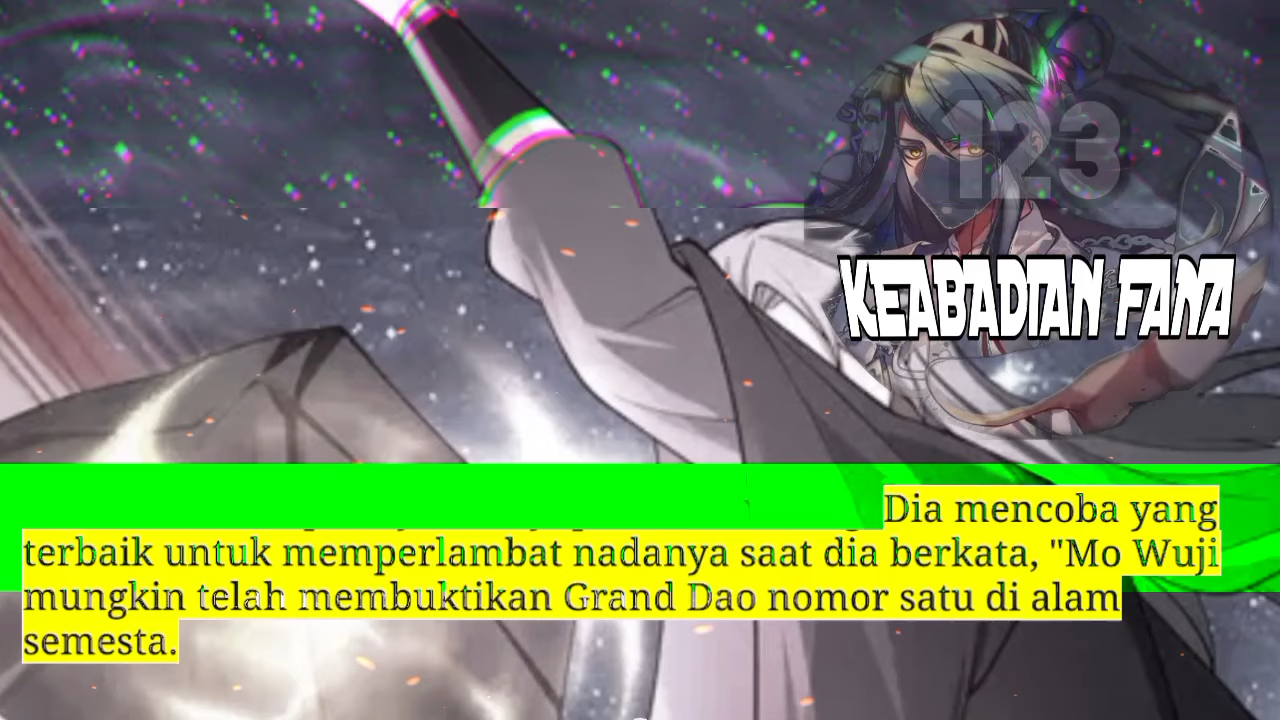 123
KEABADIAN FANA
Dia mencoba yang
terbaik untuk memperlambat nadanya saat dia berkata, "Mo Wuji
mungkin telah membuktikan Grand Dao nomor satu di alam
semesta.